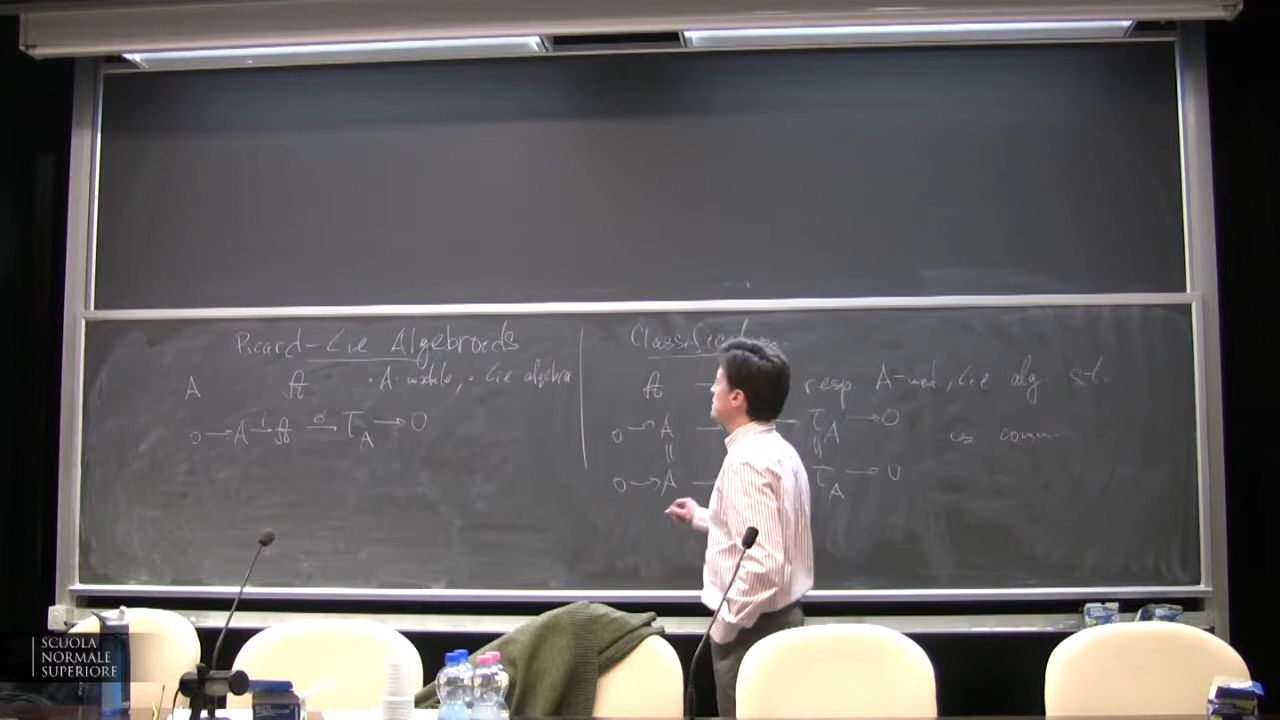 Picard-Lie Algebroids
A
• A-module, • Lie algebra
0 → A →i → σ T_A → 0
resp A-mod, Lie alg s.t.
0 → A → T_A → 0
is comm.
0 → A → T_A → 0
SCUOLA
NORMALE
SUPERIORE